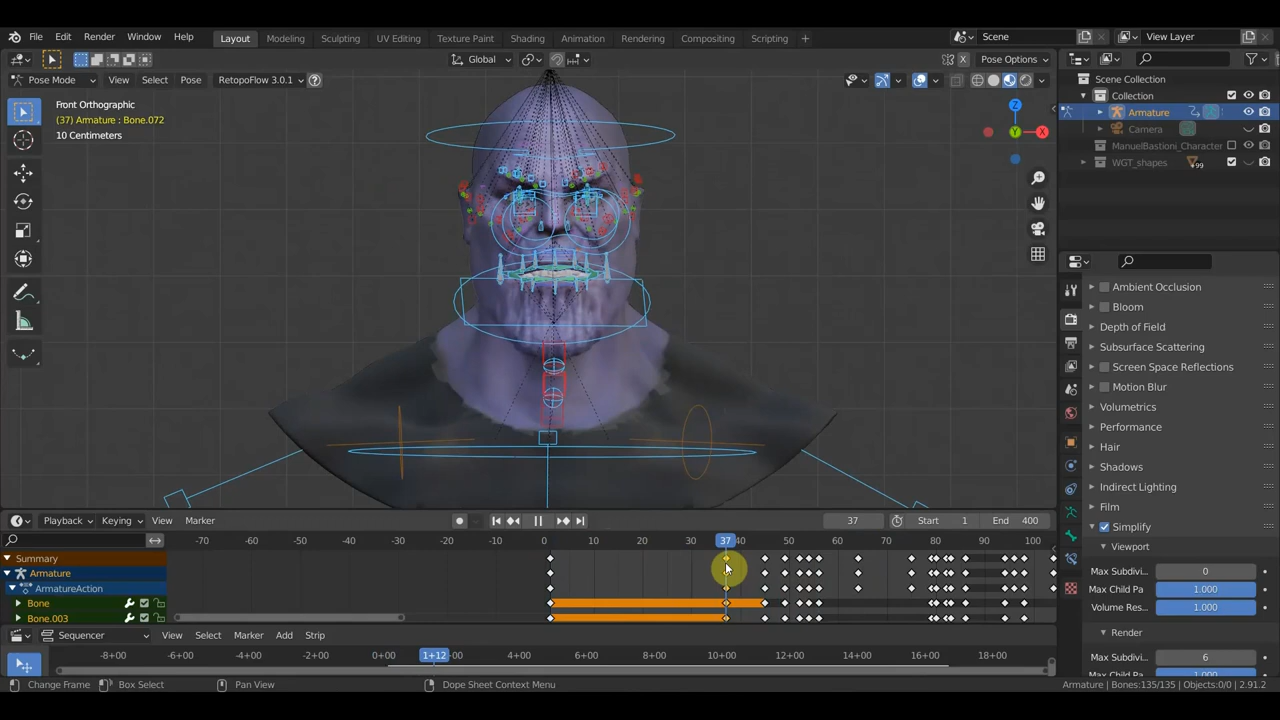 File Edit Render Window Help Layout Modeling Sculpting UV Editing Texture Paint Shading Animation Rendering Compositing Scripting + Scene View Layer
Global Pose Options
Pose Mode View Select Pose RetopoFlow 3.0.1
Scene Collection
Collection
Armature
Camera
ManuelBastioni_Character
WGT_shapes +99
Front Orthographic
(37) Armature : Bone.072
10 Centimeters
Z
Y
X
Ambient Occlusion
Bloom
Depth of Field
Subsurface Scattering
Screen Space Reflections
Motion Blur
Volumetrics
Performance
Hair
Shadows
Indirect Lighting
Film
Simplify
Viewport
Max Subdivi.. 0
Max Child Pa 1.000
Volume Res... 1.000
Render
Max Subdivi... 6
Playback Keying View Marker 37 Start 1 End 400
-70 -60 -50 -40 -30 -20 -10 0 10 20 30 37 40 50 60 70 80 90 100
Summary
Armature
ArmatureAction
Bone
Bone.003
Sequencer View Select Marker Add Strip
-8+00 -6+00 -4+00 -2+00 0+00 1+12 4+00 6+00 8+00 10+00 12+00 14+00 16+00 18+00
Change Frame Box Select Pan View Dope Sheet Context Menu Armature | Bones:135/135 | Objects:0/0 | 2.91.2